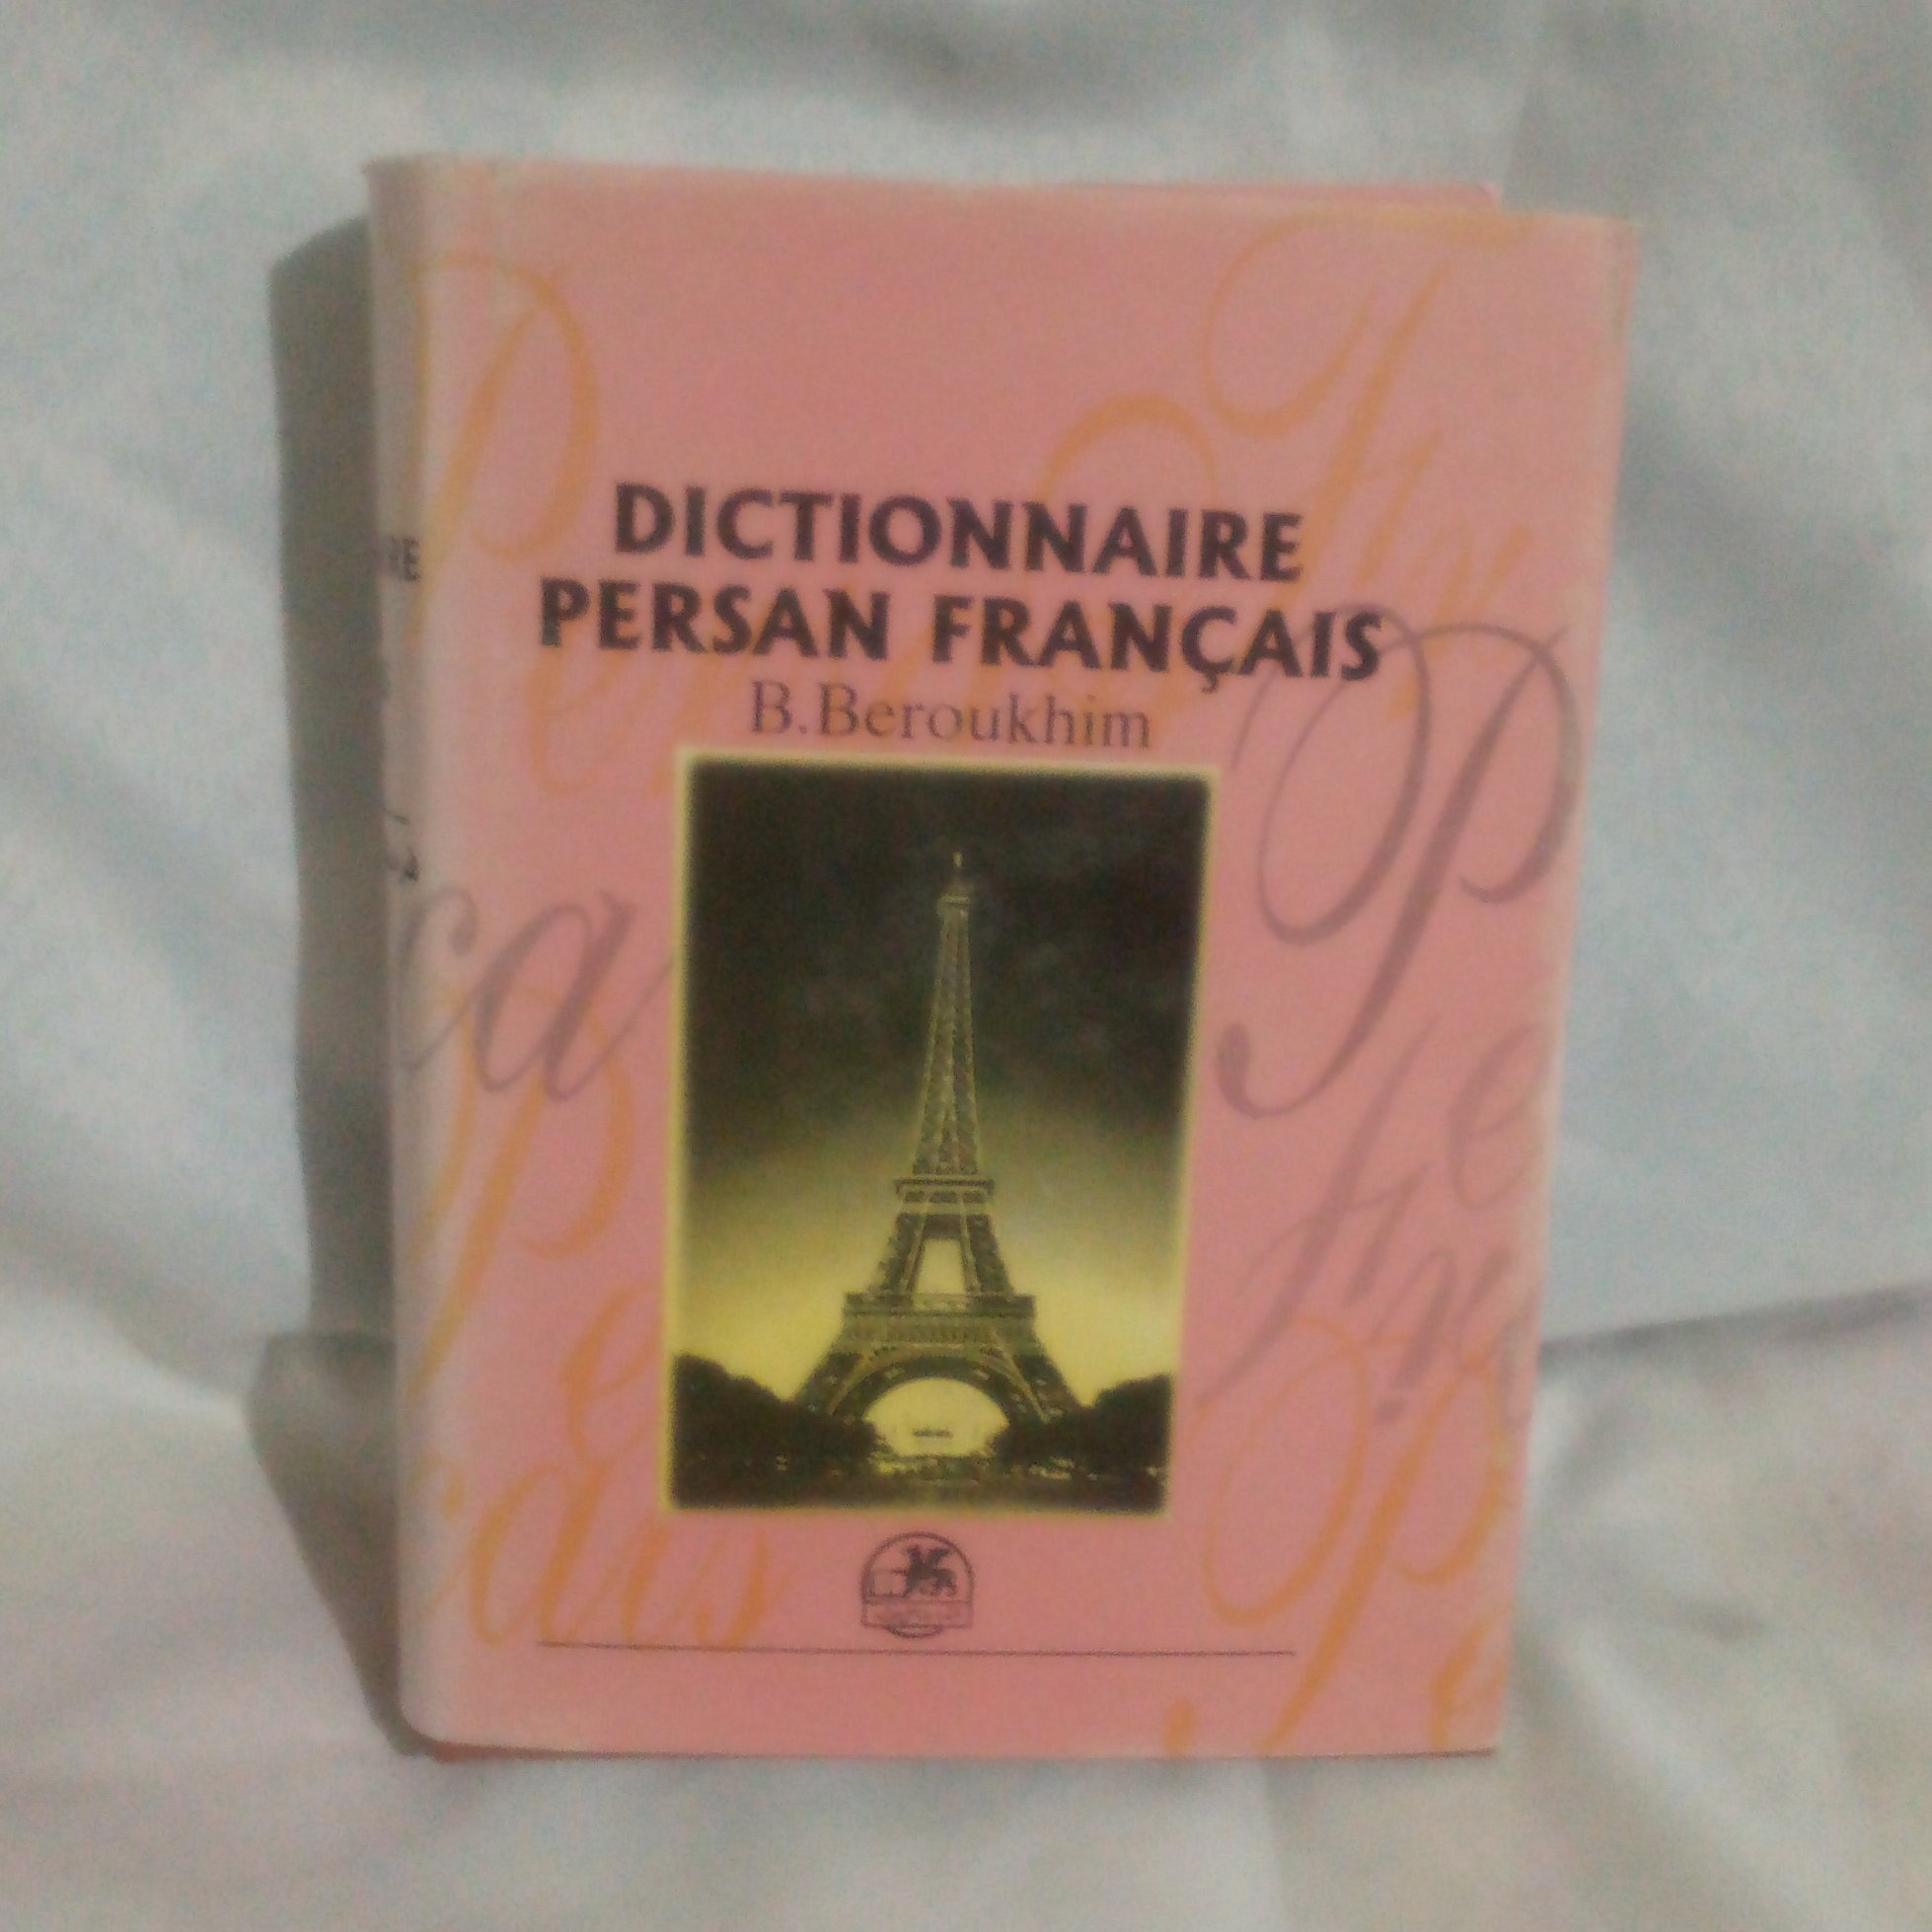 DICTIONNAIRE
PERSAN FRANÇAIS
B.Beroukhim